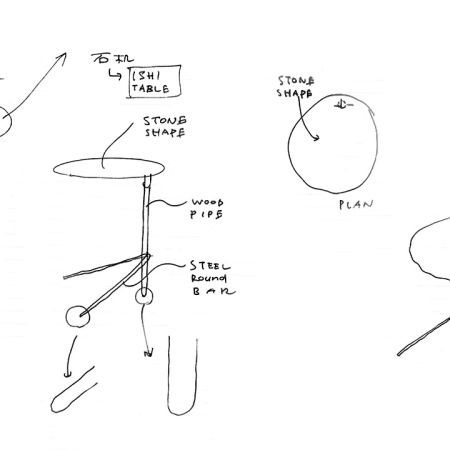 石机
ISHI
TABLE
STONE
SHAPE
WOOD
PIPE
STEEL
ROUND
BAR
STONE
SHAPE
PLAN